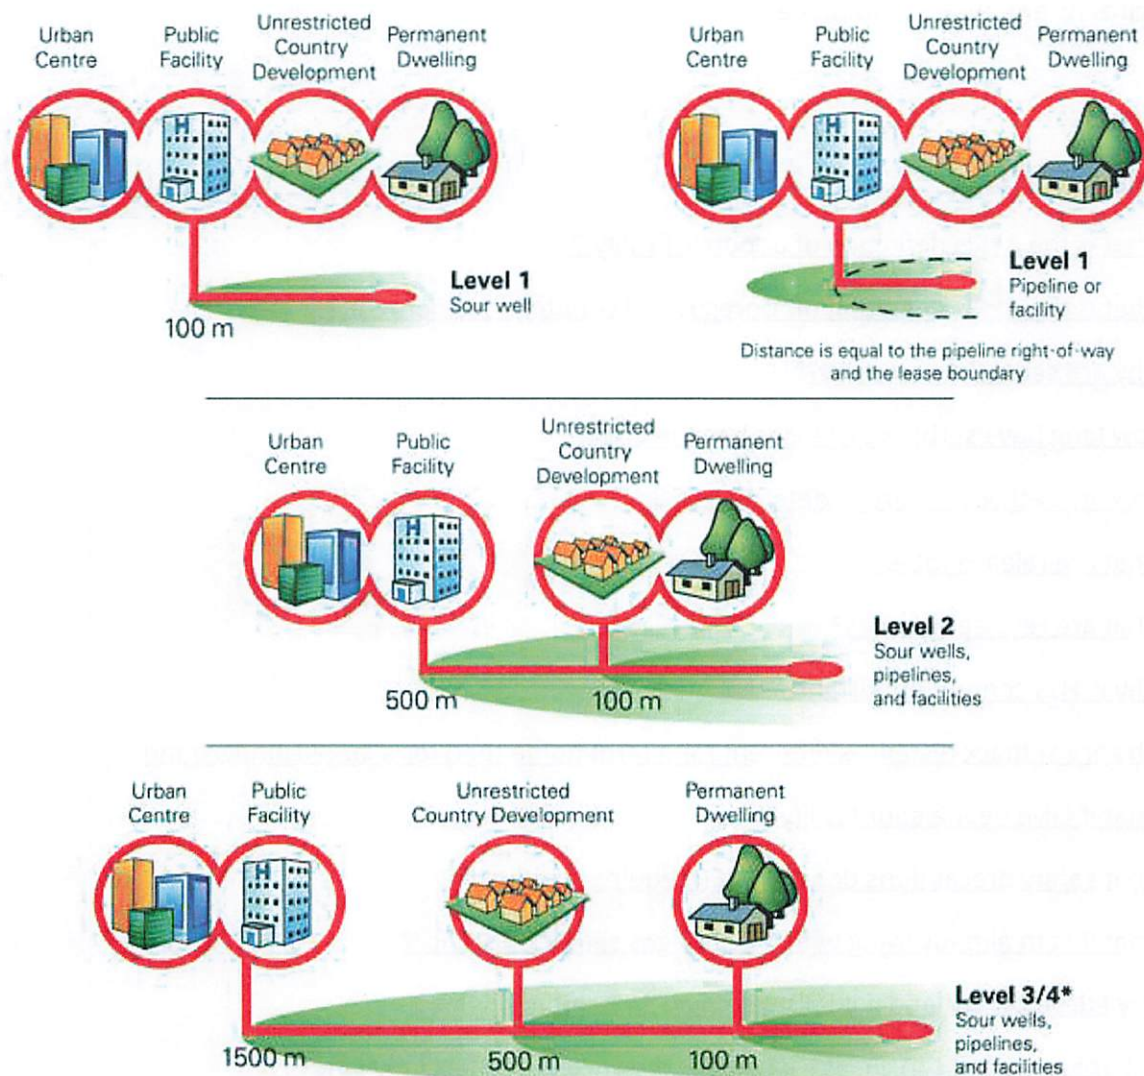 Urban
Centre
Public
Facility
Unrestricted
Country
Development
Permanent
Dwelling
H
Level 1
Sour well
100 m
Urban
Centre
Public
Facility
Unrestricted
Country
Development
Permanent
Dwelling
H
Level 1
Pipeline or
facility
Distance is equal to the pipeline right-of-way
and the lease boundary
Urban
Centre
Public
Facility
Unrestricted
Country
Development
Permanent
Dwelling
H
Level 2
Sour wells,
pipelines,
and facilities
500 m
100 m
Urban
Centre
Public
Facility
Unrestricted
Country Development
Permanent
Dwelling
H
Level 3/4*
Sour wells,
pipelines,
and facilities
1500 m
500 m
100 m